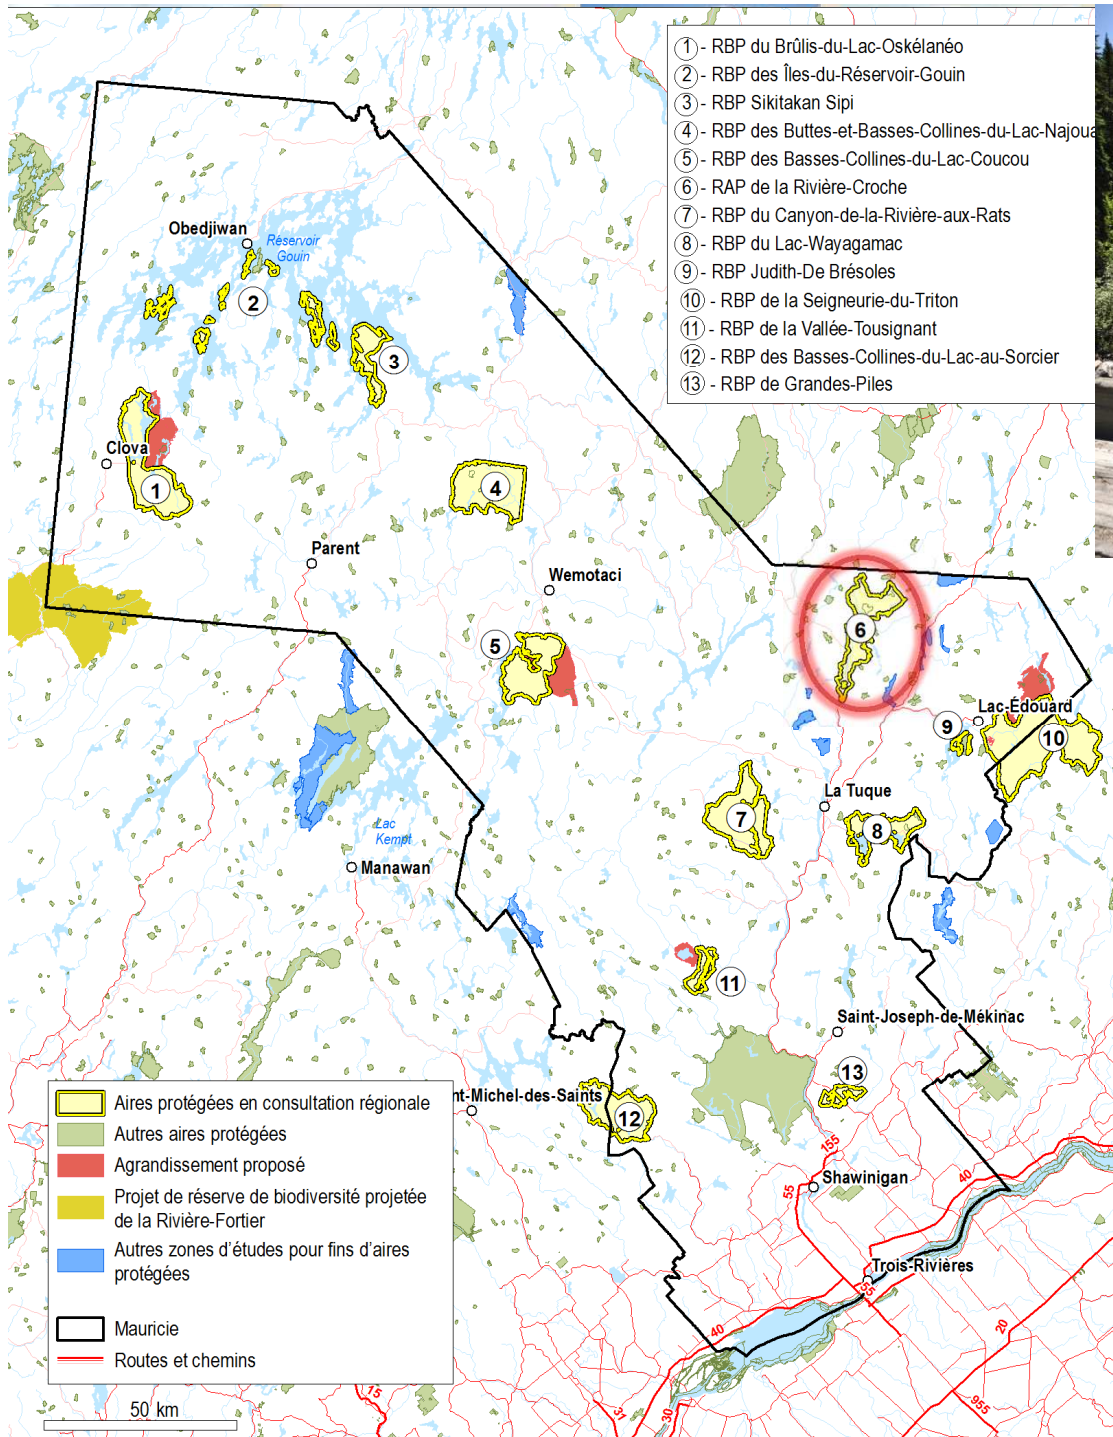 1 - RBP du Brûlis-du-Lac-Oskélanéo
2 - RBP des Îles-du-Réservoir-Gouin
3 - RBP Sikitakan Sipi
4 - RBP des Buttes-et-Basses-Collines-du-Lac-Najoua
5 - RBP des Basses-Collines-du-Lac-Coucou
6 - RAP de la Rivière-Croche
7 - RBP du Canyon-de-la-Rivière-aux-Rats
8 - RBP du Lac-Wayagamac
9 - RBP Judith-De Brésoles
10 - RBP de la Seigneurie-du-Triton
11 - RBP de la Vallée-Tousignant
12 - RBP des Basses-Collines-du-Lac-au-Sorcier
13 - RBP de Grandes-Piles
Obedjiwan
Réservoir
Gouin
2
3
Clova
1
4
Parent
Wemotaci
5
6
Lac-Édouard
9
10
La Tuque
7
8
Lac
Kempt
Manawan
11
Saint-Joseph-de-Mékinac
13
nt-Michel-des-Saints
12
155
55
40
Shawinigan
Trois-Rivières
55
40
20
955
31
30
15
Aires protégées en consultation régionale
Autres aires protégées
Agrandissement proposé
Projet de réserve de biodiversité projetée
de la Rivière-Fortier
Autres zones d'études pour fins d'aires
protégées
Mauricie
Routes et chemins
50 km